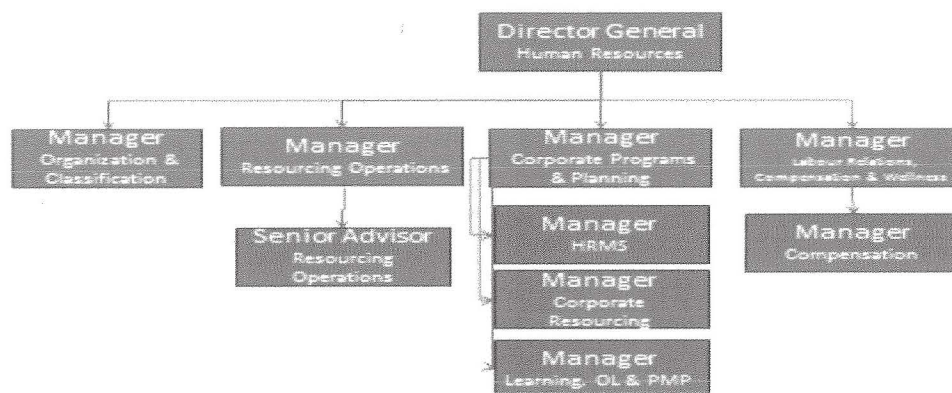 Director General
Human Resources
Manager
Organization &
Classification
Manager
Resourcing Operations
Manager
Corporate Programs
& Planning
Manager
Labour Relations,
Compensation & Wellness
Senior Advisor
Resourcing
Operations
Manager
HRMS
Manager
Compensation
Manager
Corporate
Resourcing
Manager
Learning, OL & PMP